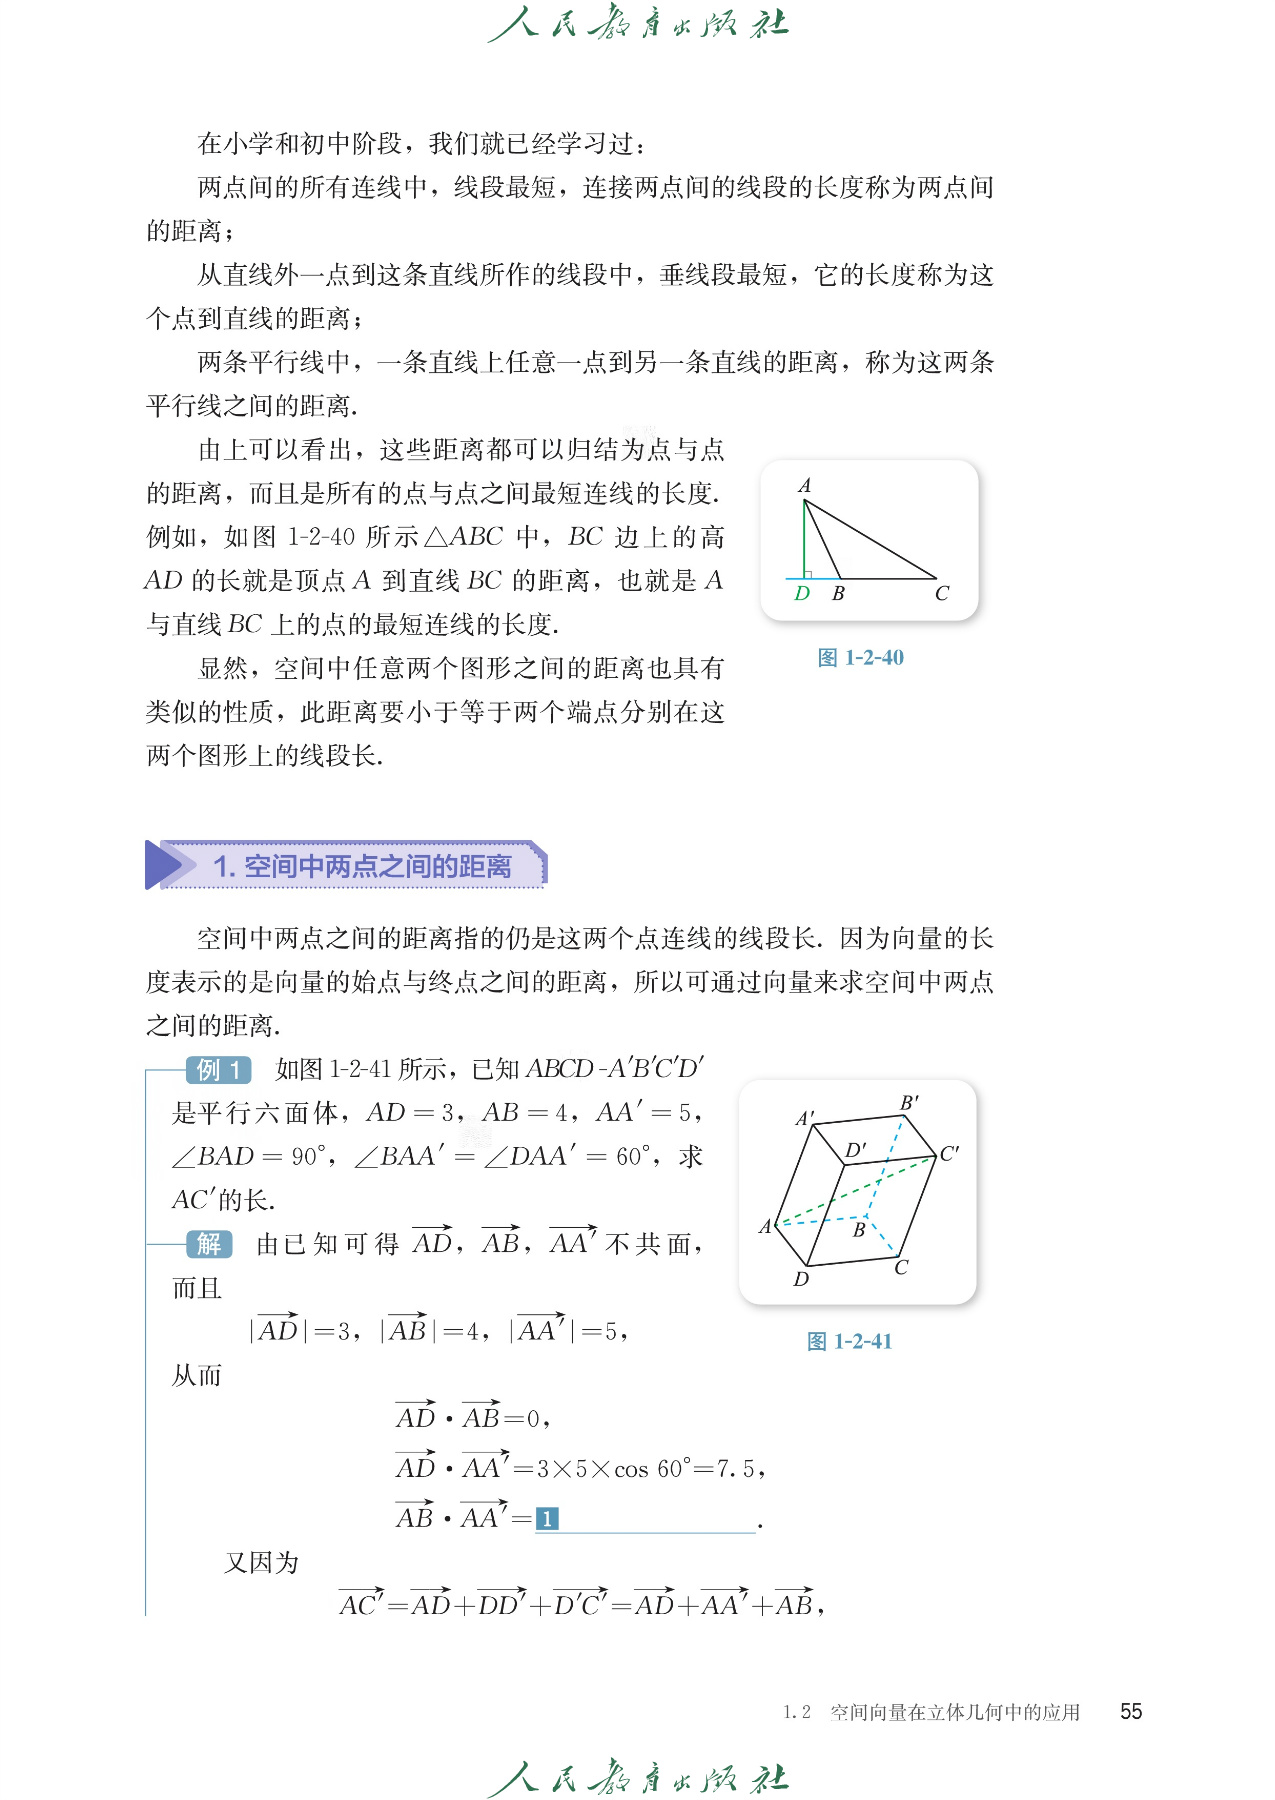 人民教育出版社
在小学和初中阶段，我们就已经学习过：
两点间的所有连线中，线段最短，连接两点间的线段的长度称为两点间
的距离；
从直线外一点到这条直线所作的线段中，垂线段最短，它的长度称为这
个点到直线的距离；
两条平行线中，一条直线上任意一点到另一条直线的距离，称为这两条
平行线之间的距离．
由上可以看出，这些距离都可以归结为点与点
的距离，而且是所有的点与点之间最短连线的长度．
例如，如图 1-2-40 所示△ABC 中，BC 边上的高
AD 的长就是顶点 A 到直线 BC 的距离，也就是 A
与直线 BC 上的点的最短连线的长度．
A
D B C
图 1-2-40
显然，空间中任意两个图形之间的距离也具有
类似的性质，此距离要小于等于两个端点分别在这
两个图形上的线段长．
1. 空间中两点之间的距离
空间中两点之间的距离指的仍是这两个点连线的线段长．因为向量的长
度表示的是向量的始点与终点之间的距离，所以可通过向量来求空间中两点
之间的距离．
例 1 如图 1-2-41 所示，已知 ABCD-A′B′C′D′
是平行六面体，AD＝3，AB＝4，AA′＝5，
∠BAD＝90°，∠BAA′＝∠DAA′＝60°，求
AC′的长．
A′ B′
D′ C′
A B
D C
图 1-2-41
解 由已知可得 $\overrightarrow{AD}$，$\overrightarrow{AB}$，$\overrightarrow{AA'}$ 不共面，
而且
|$\overrightarrow{AD}$|＝3，|$\overrightarrow{AB}$|＝4，|$\overrightarrow{AA'}$|＝5，
从而
$\overrightarrow{AD}$·$\overrightarrow{AB}$＝0，
$\overrightarrow{AD}$·$\overrightarrow{AA'}$＝3×5×cos 60°＝7.5，
$\overrightarrow{AB}$·$\overrightarrow{AA'}$＝1 ．
又因为
$\overrightarrow{AC'}$＝$\overrightarrow{AD}$＋$\overrightarrow{DD'}$＋$\overrightarrow{D'C'}$＝$\overrightarrow{AD}$＋$\overrightarrow{AA'}$＋$\overrightarrow{AB}$，
1.2 空间向量在立体几何中的应用 55
人民教育出版社